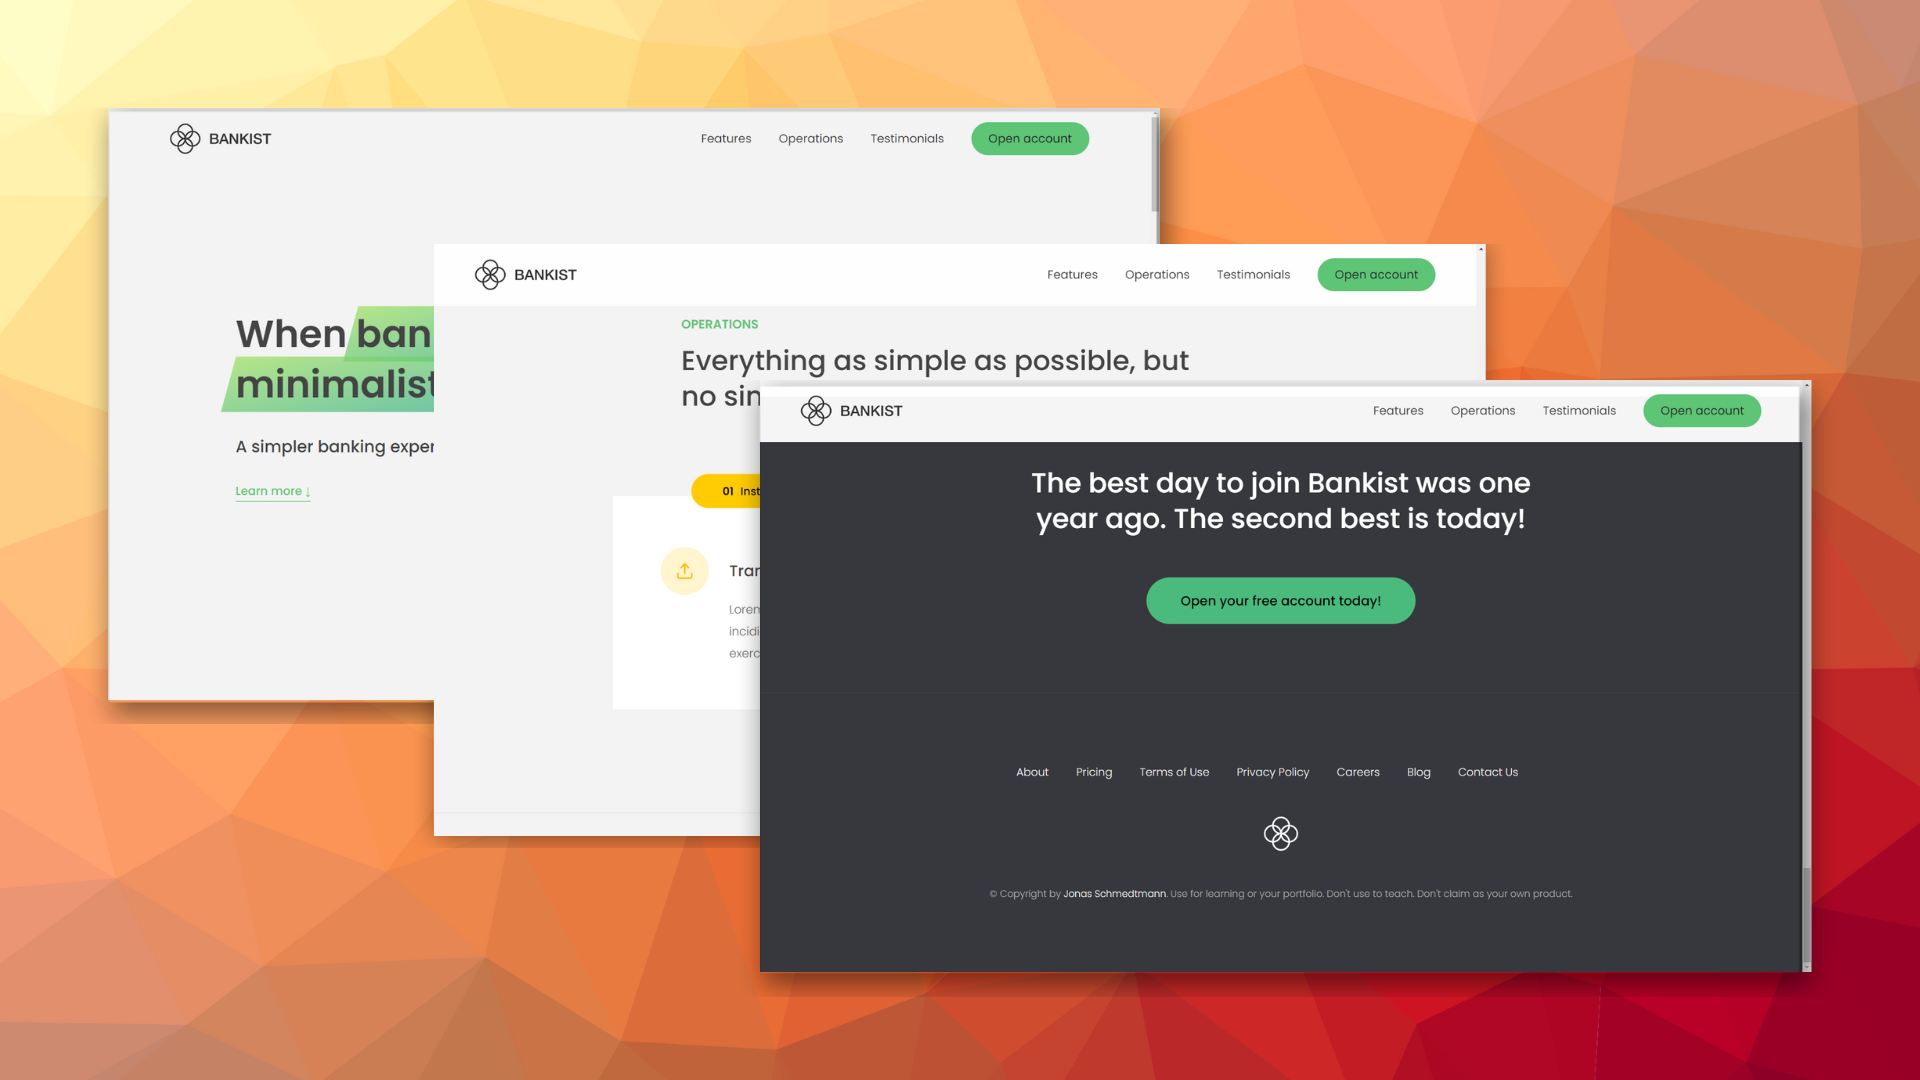 BANKIST
Features Operations Testimonials Open account
When ban
minimalist
A simpler banking exper
Learn more ↓
BANKIST
Features Operations Testimonials Open account
OPERATIONS
Everything as simple as possible, but
no sim
01 Inst
Tran
Lorem
incidi
exerc
BANKIST
Features Operations Testimonials Open account
The best day to join Bankist was one
year ago. The second best is today!
Open your free account today!
About Pricing Terms of Use Privacy Policy Careers Blog Contact Us
© Copyright by Jonas Schmedtmann. Use for learning or your portfolio. Don't use to teach. Don't claim as your own product.